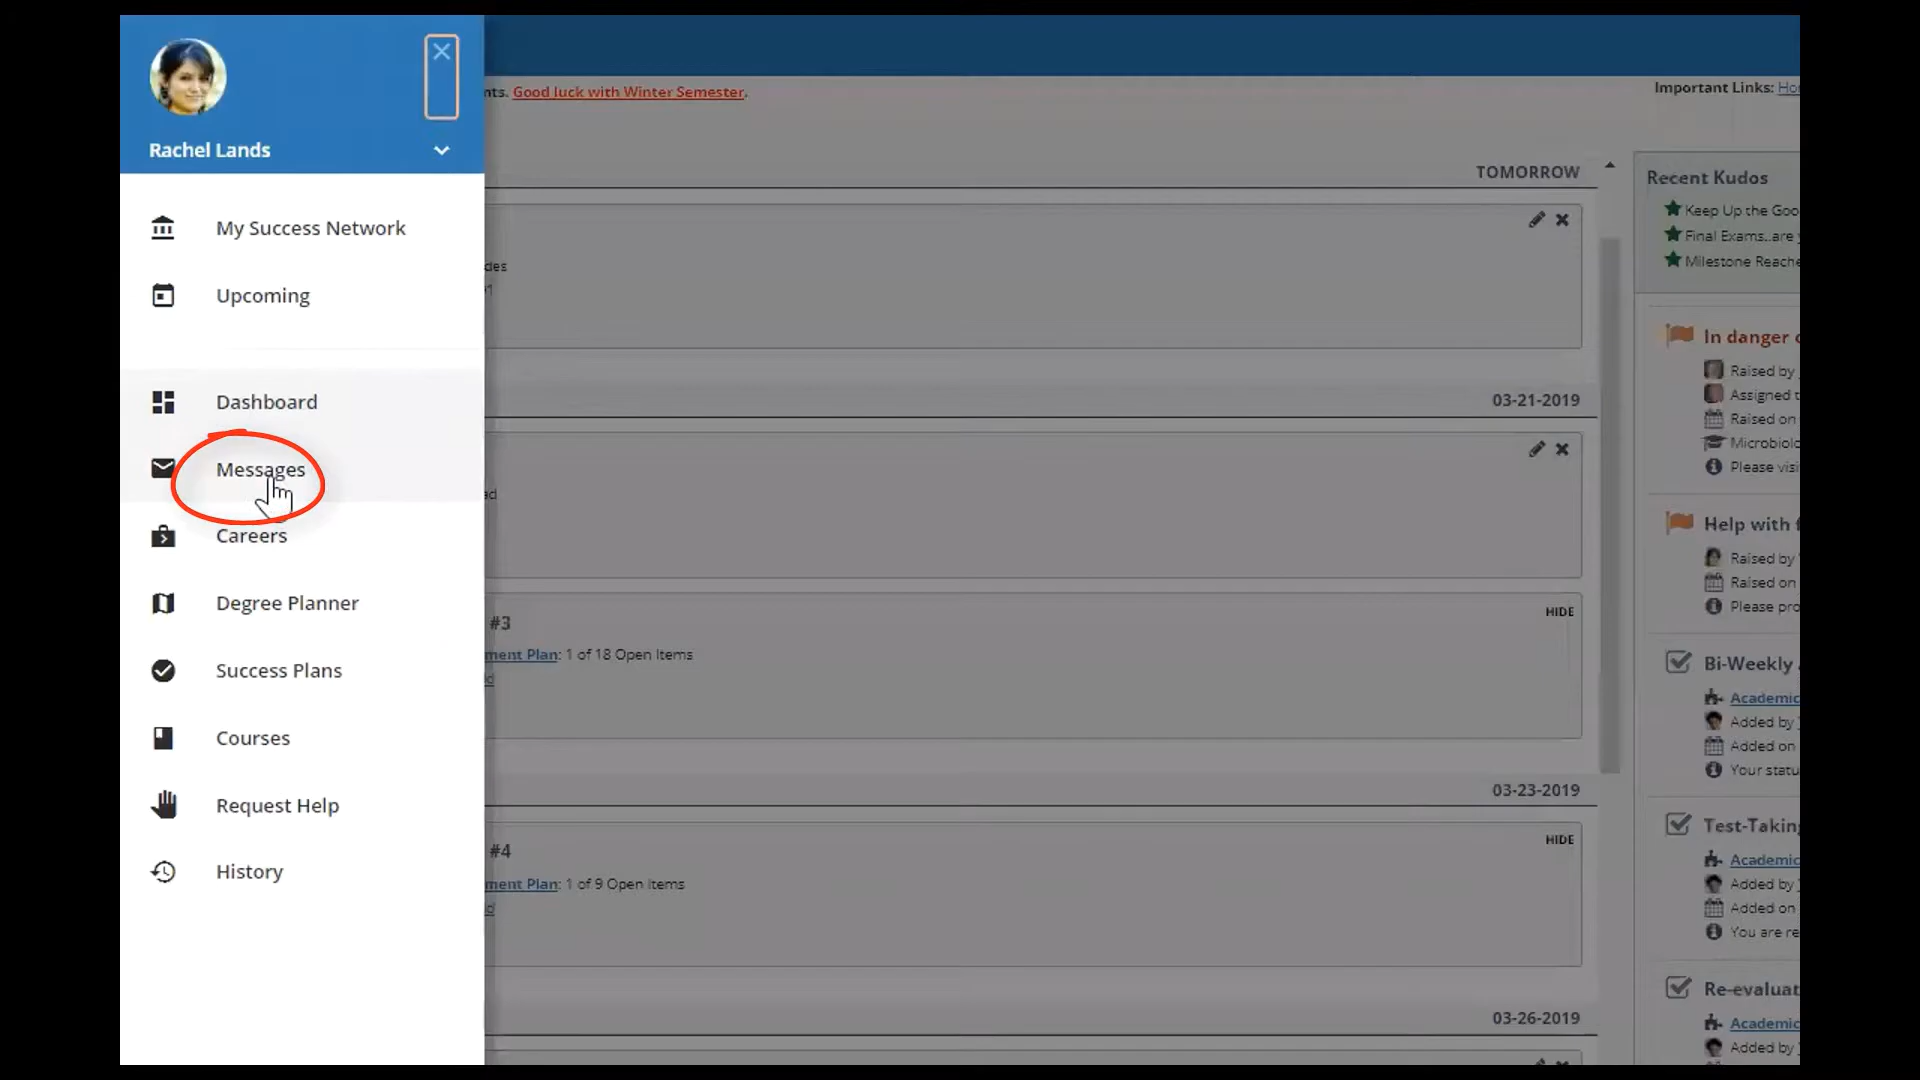 Rachel Lands
My Success Network
Upcoming
Dashboard
Messages
Careers
Degree Planner
Success Plans
Courses
Request Help
History
Good luck with Winter Semester.
Important Links:
TOMORROW
03-21-2019
#3
HIDE
ment Plan: 1 of 18 Open Items
03-23-2019
#4
HIDE
ment Plan: 1 of 9 Open Items
03-26-2019
Recent Kudos
Keep Up the Goo
Final Exams..are
Milestone Reache
In danger
Raised by
Assigned t
Raised on
Microbiolo
Please visi
Help with f
Raised by
Raised on
Please pro
Bi-Weekly
Academic
Added by
Added on
Your statu
Test-Taking
Academic
Added by
Added on
You are re
Re-evaluat
Academic
Added by